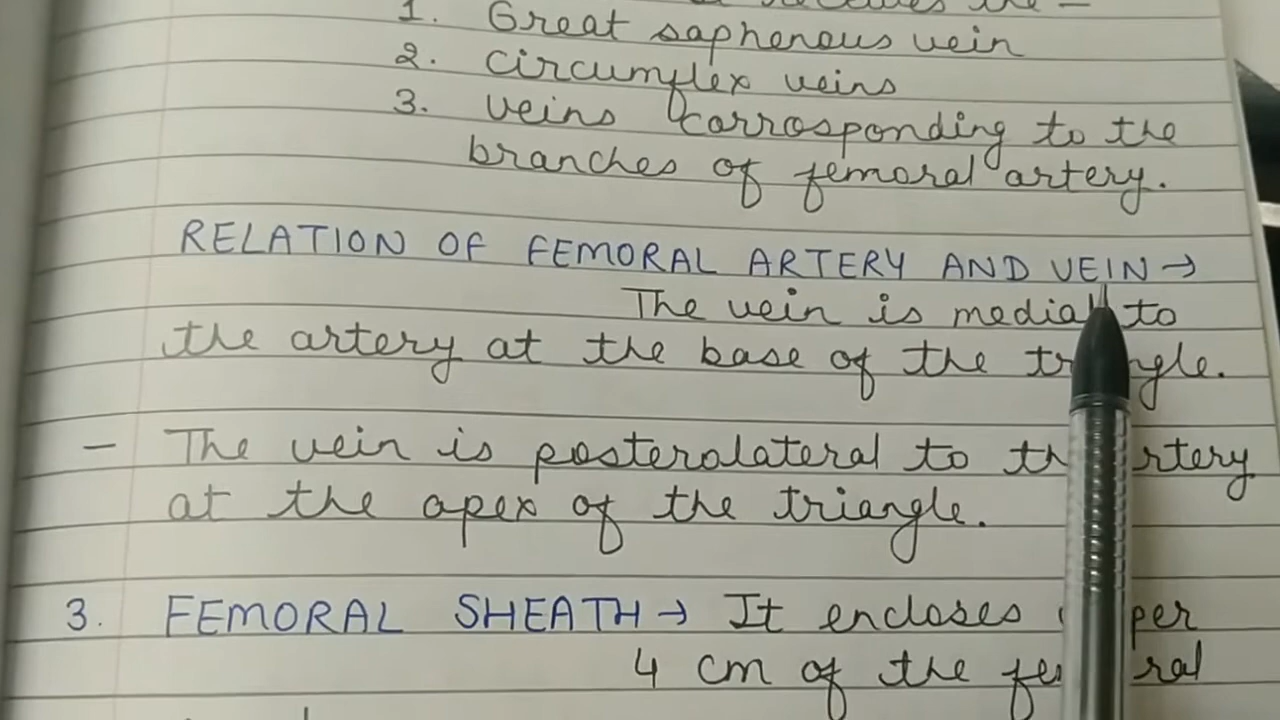 the -
1. Great saphenous vein
2. circumflex veins
3. veins corrosponding to the
branches of femoral artery.
RELATION OF FEMORAL ARTERY AND VEIN →
The vein is medial to
the artery at the base of the
- The vein is posterolateral to
at the apex of the triangle.
3. FEMORAL SHEATH → It encloses
4 cm of the